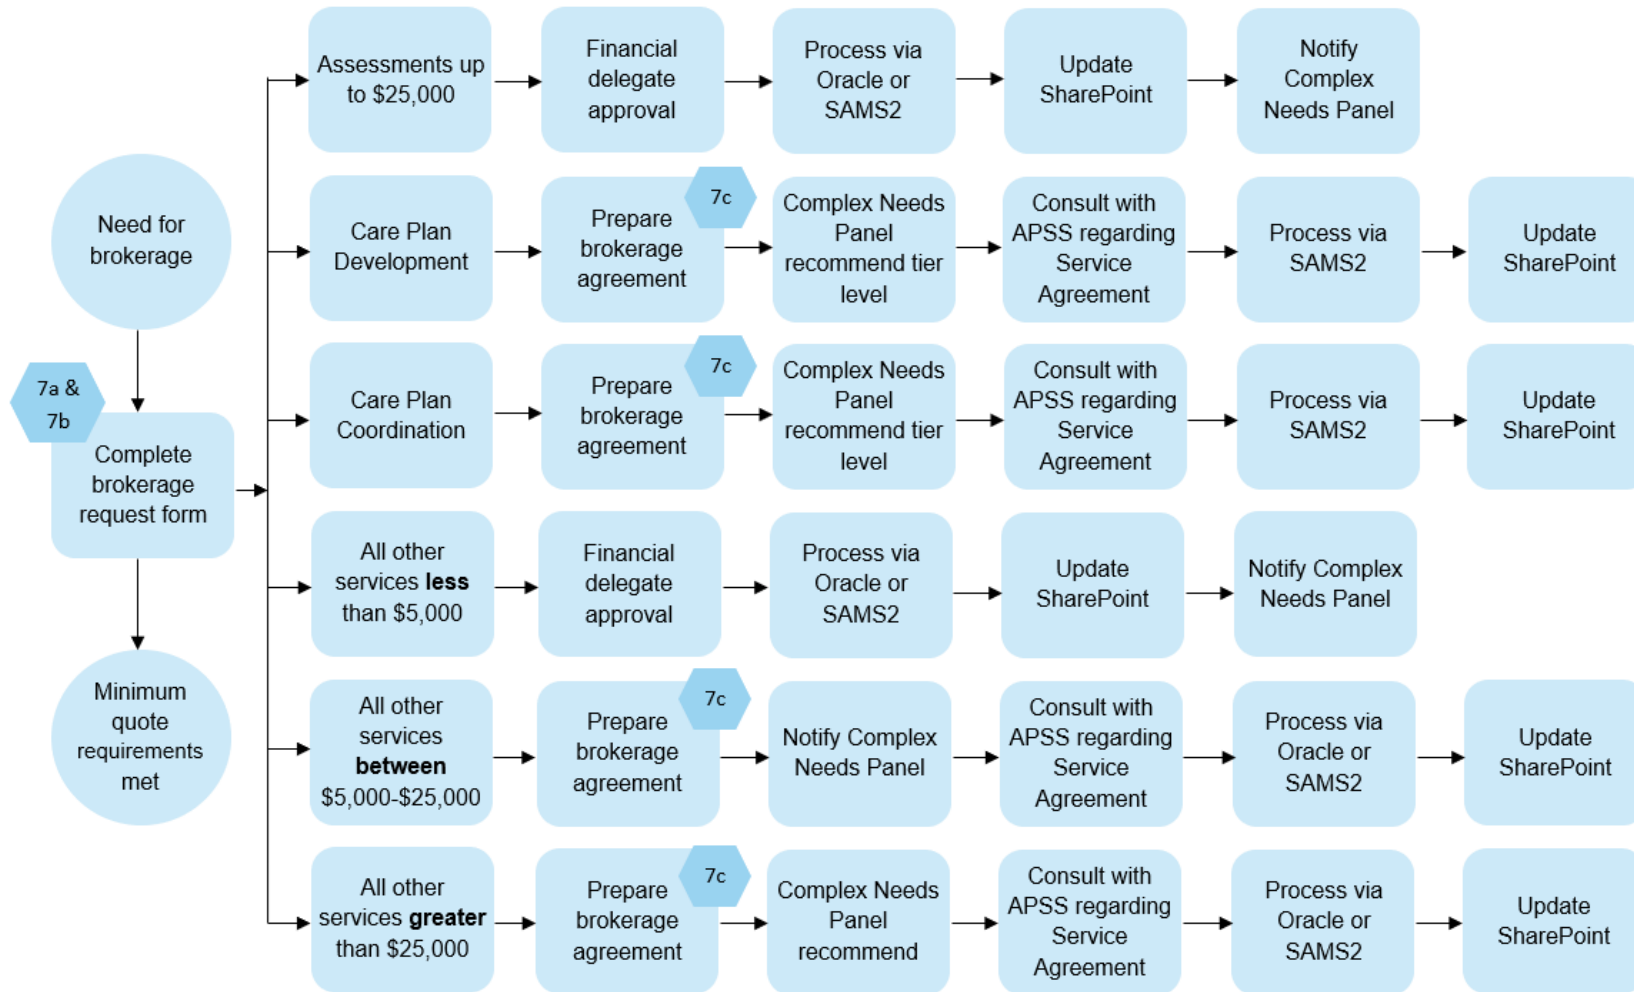 Need for
brokerage
7a &
7b
Complete
brokerage
request form
Minimum
quote
requirements
met
Assessments up
to $25,000
Financial
delegate
approval
Process via
Oracle or
SAMS2
Update
SharePoint
Notify
Complex
Needs Panel
Care Plan
Development
Prepare
brokerage
agreement
7c
Complex Needs
Panel
recommend tier
level
Consult with
APSS regarding
Service
Agreement
Process via
SAMS2
Update
SharePoint
Care Plan
Coordination
Prepare
brokerage
agreement
7c
Complex Needs
Panel
recommend tier
level
Consult with
APSS regarding
Service
Agreement
Process via
SAMS2
Update
SharePoint
All other
services less
than $5,000
Financial
delegate
approval
Process via
Oracle or
SAMS2
Update
SharePoint
Notify Complex
Needs Panel
All other
services
between
$5,000-$25,000
Prepare
brokerage
agreement
7c
Notify Complex
Needs Panel
Consult with
APSS regarding
Service
Agreement
Process via
Oracle or
SAMS2
Update
SharePoint
All other
services greater
than $25,000
Prepare
brokerage
agreement
7c
Complex Needs
Panel
recommend
Consult with
APSS regarding
Service
Agreement
Process via
Oracle or
SAMS2
Update
SharePoint